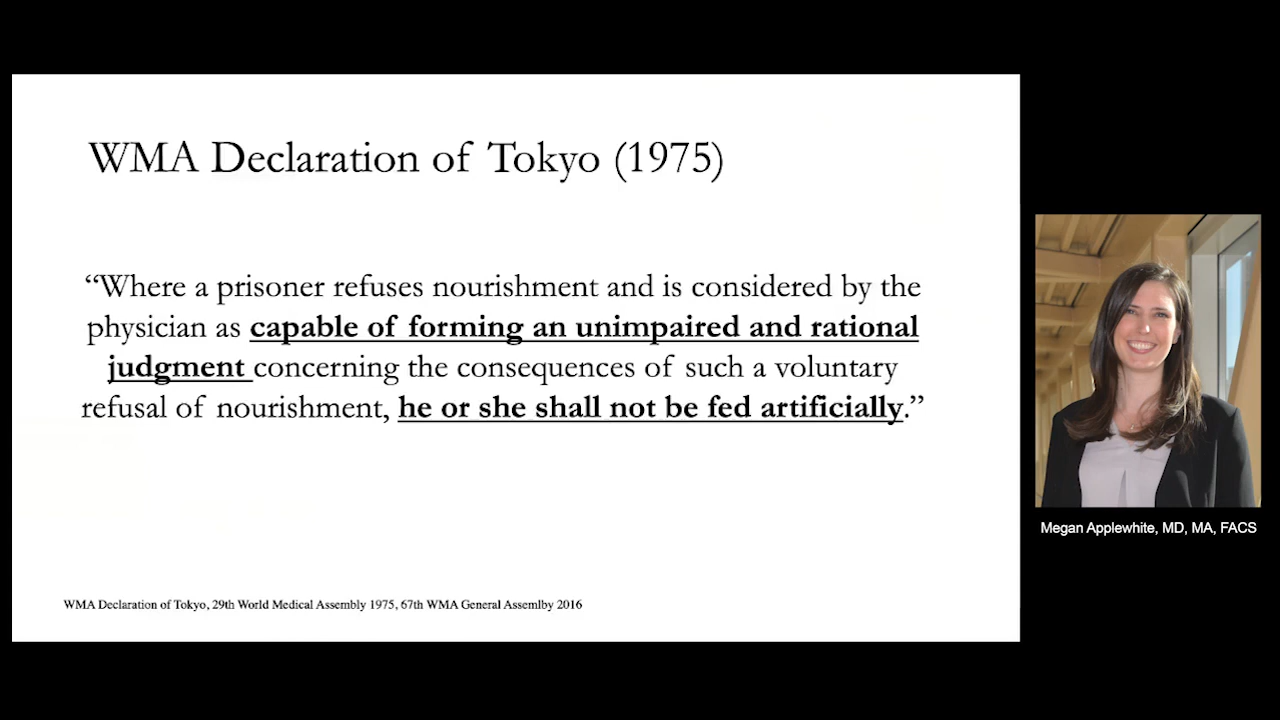 WMA Declaration of Tokyo (1975)
“Where a prisoner refuses nourishment and is considered by the
physician as capable of forming an unimpaired and rational
judgment concerning the consequences of such a voluntary
refusal of nourishment, he or she shall not be fed artificially.”
WMA Declaration of Tokyo, 29th World Medical Assembly 1975, 67th WMA General Assemlby 2016
Megan Applewhite, MD, MA, FACS